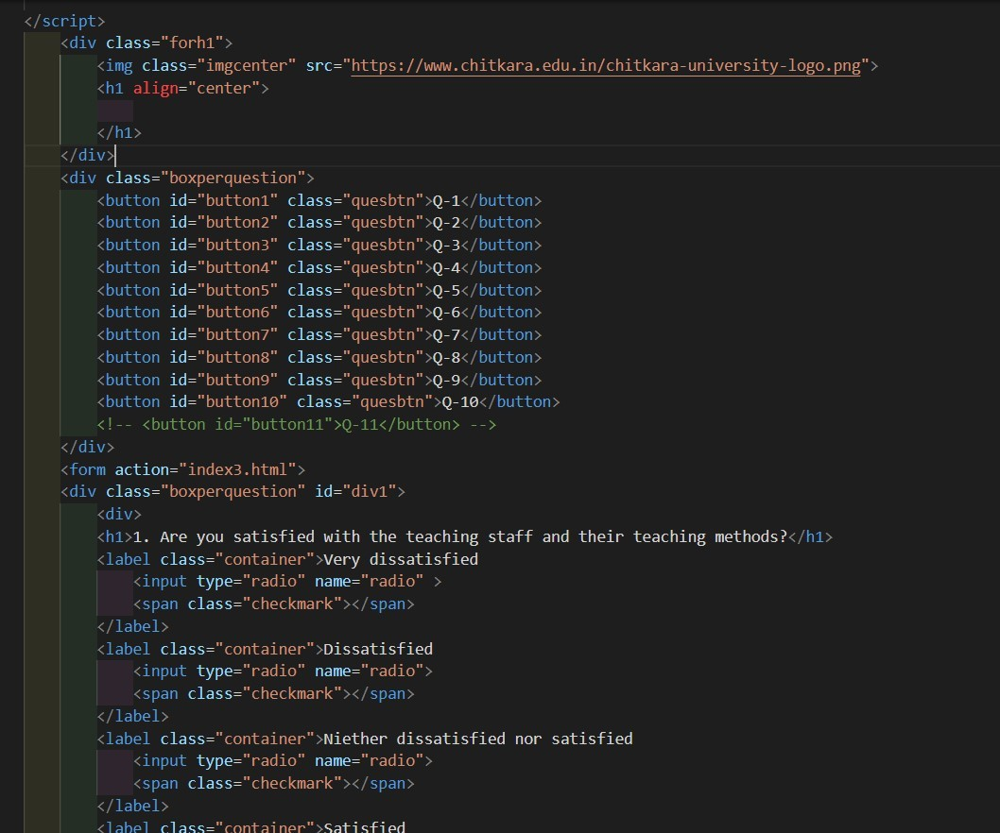 </script>
<div class="forh1">
<img class="imgcenter" src="https://www.chitkara.edu.in/chitkara-university-logo.png">
<h1 align="center">
</h1>
</div>
<div class="boxperquestion">
<button id="button1" class="quesbtn">Q-1</button>
<button id="button2" class="quesbtn">Q-2</button>
<button id="button3" class="quesbtn">Q-3</button>
<button id="button4" class="quesbtn">Q-4</button>
<button id="button5" class="quesbtn">Q-5</button>
<button id="button6" class="quesbtn">Q-6</button>
<button id="button7" class="quesbtn">Q-7</button>
<button id="button8" class="quesbtn">Q-8</button>
<button id="button9" class="quesbtn">Q-9</button>
<button id="button10" class="quesbtn">Q-10</button>
<!-- <button id="button11">Q-11</button> -->
</div>
<form action="index3.html">
<div class="boxperquestion" id="div1">
<div>
<h1>1. Are you satisfied with the teaching staff and their teaching methods?</h1>
<label class="container">Very dissatisfied
<input type="radio" name="radio" >
<span class="checkmark"></span>
</label>
<label class="container">Dissatisfied
<input type="radio" name="radio">
<span class="checkmark"></span>
</label>
<label class="container">Niether dissatisfied nor satisfied
<input type="radio" name="radio">
<span class="checkmark"></span>
</label>
<label class="container">Satisfied